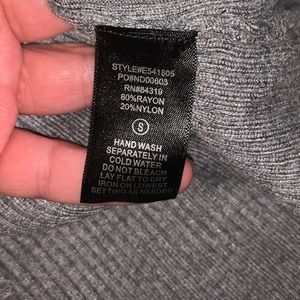 STYLE#E541805
PO#ND00603
RN#84319
80%RAYON
20%NYLON
S
HAND WASH
SEPARATELY IN
COLD WATER
DO NOT BLEACH
LAY FLAT TO DRY
IRON ON LOWEST
SETTING AS NEEDED